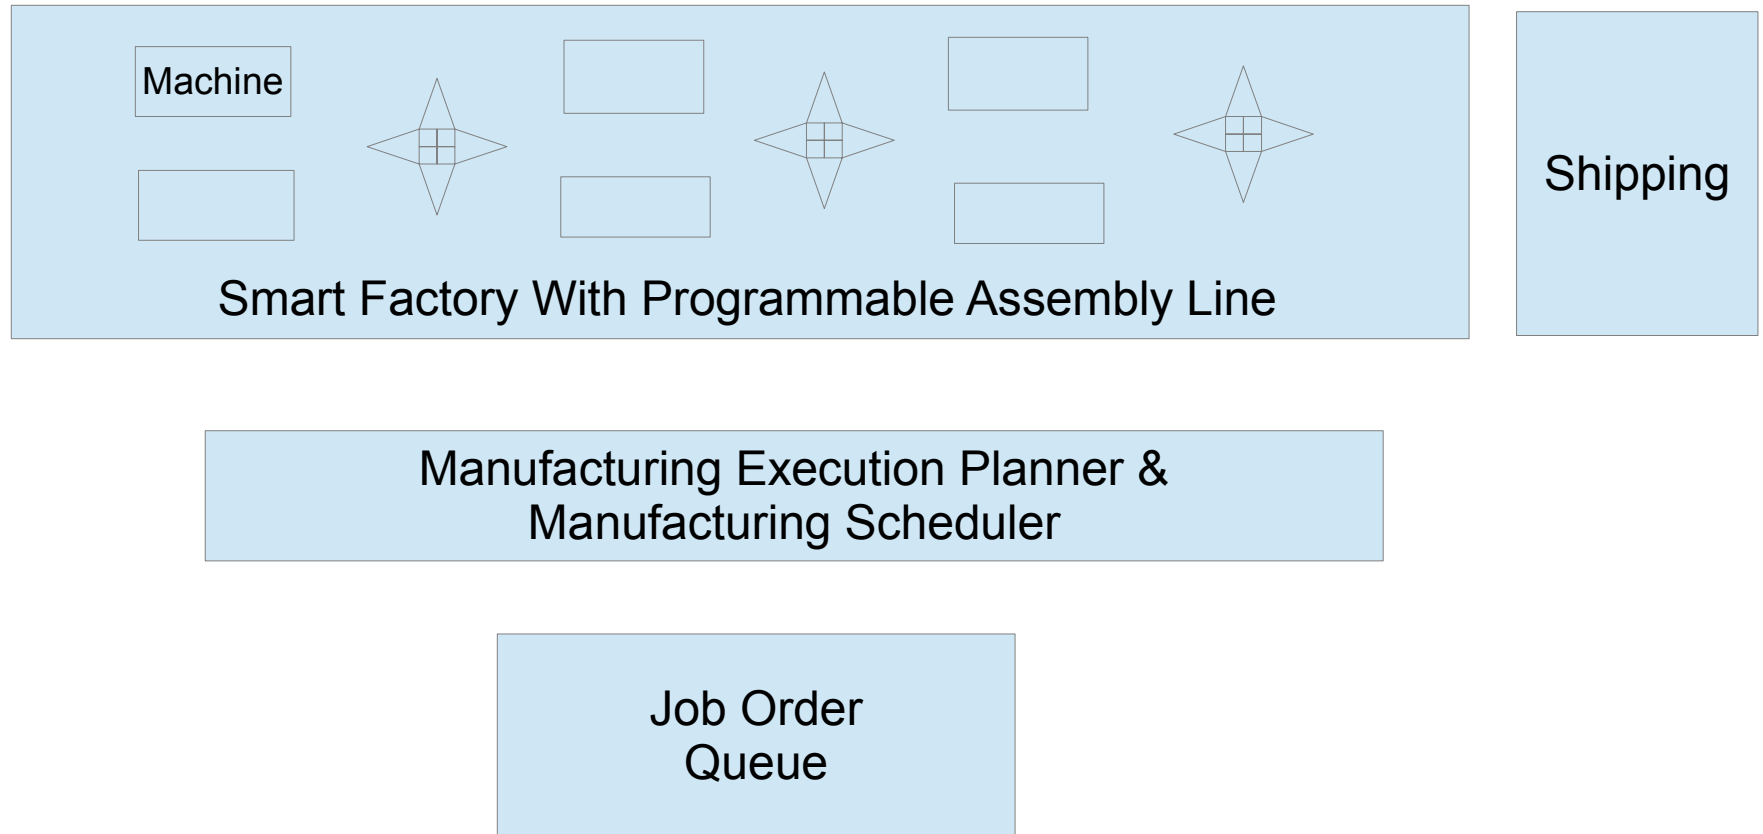 Machine
Shipping
Smart Factory With Programmable Assembly Line
Manufacturing Execution Planner &
Manufacturing Scheduler
Job Order
Queue